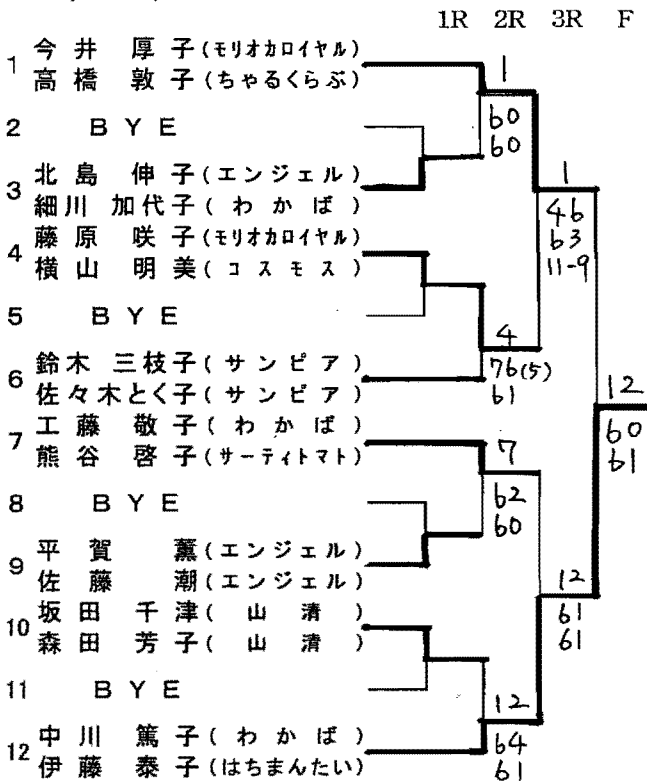 1R 2R 3R F
1 今井 厚子(モリオカロイヤル)
高橋 敦子(ちゃるくらぶ)
2 BYE
3 北島 伸子(エンジェル)
細川 加代子(わかば)
4 藤原 咲子(モリオカロイヤル)
横山 明美(コスモス)
5 BYE
6 鈴木 三枝子(サンピア)
佐々木とく子(サンピア)
7 工藤 敬子(わかば)
熊谷 啓子(サーティトマト)
8 BYE
9 平賀 薫(エンジェル)
佐藤 潮(エンジェル)
10 坂田 千津(山清)
森田 芳子(山清)
11 BYE
12 中川 篤子(わかば)
伊藤 泰子(はちまんたい)
1
60
60
4
76(5)
61
7
62
60
12
64
61
1
46
63
11-9
12
61
61
12
60
61